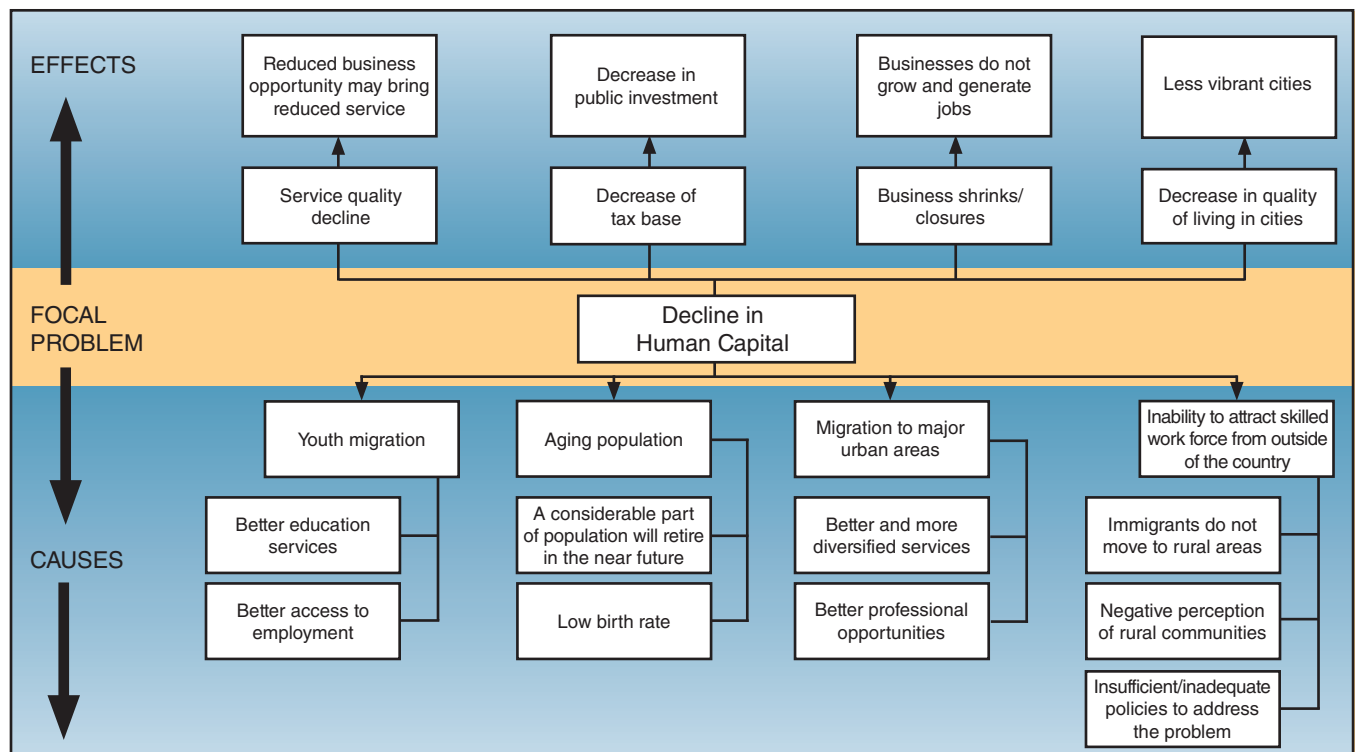 EFFECTS
Reduced business
opportunity may bring
reduced service
Decrease in
public investment
Businesses do not
grow and generate
jobs
Less vibrant cities
Service quality
decline
Decrease of
tax base
Business shrinks/
closures
Decrease in quality
of living in cities
FOCAL
PROBLEM
Decline in
Human Capital
Youth migration
Aging population
Migration to major
urban areas
Inability to attract skilled
work force from outside
of the country
CAUSES
Better education
services
A considerable part
of population will retire
in the near future
Better and more
diversified services
Immigrants do not
move to rural areas
Better access to
employment
Low birth rate
Better professional
opportunities
Negative perception
of rural communities
Insufficient/inadequate
policies to address
the problem